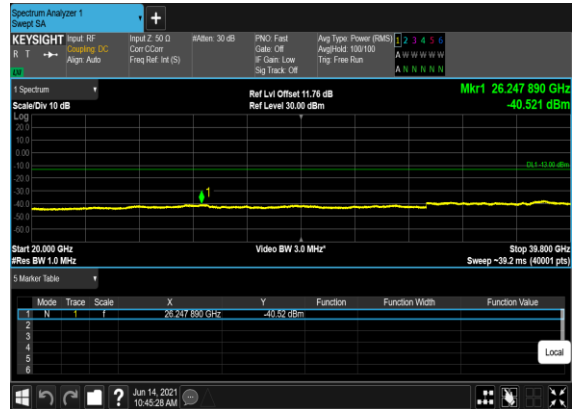 Spectrum Analyzer 1
Swept SA
+
KEYSIGHT Input: RF Input Z: 50 Ω #Atten: 30 dB PNO: Fast Avg Type: Power (RMS) 1 2 3 4 5 6
R T Coupling: DC Corr CCorr Gate: Off Avg|Hold: 100/100 A W W W W W
Align: Auto Freq Ref: Int (S) IF Gain: Low Trig: Free Run A N N N N N
Sig Track: Off
1 Spectrum Ref Lvl Offset 11.76 dB Mkr1 26.247 890 GHz
Scale/Div 10 dB Ref Level 30.00 dBm -40.521 dBm
Log
20.0
10.0
0.00
-10.0 DL1 -13.00 dBm
-20.0
-30.0
-40.0 1
-50.0
-60.0
Start 20.000 GHz Video BW 3.0 MHz* Stop 39.800 GHz
#Res BW 1.0 MHz Sweep ~39.2 ms (40001 pts)
5 Marker Table
Mode Trace Scale X Y Function Function Width Function Value
1 N 1 f 26.247 890 GHz -40.52 dBm
2
3
4
5
6
Local
? Jun 14, 2021
10:45:28 AM